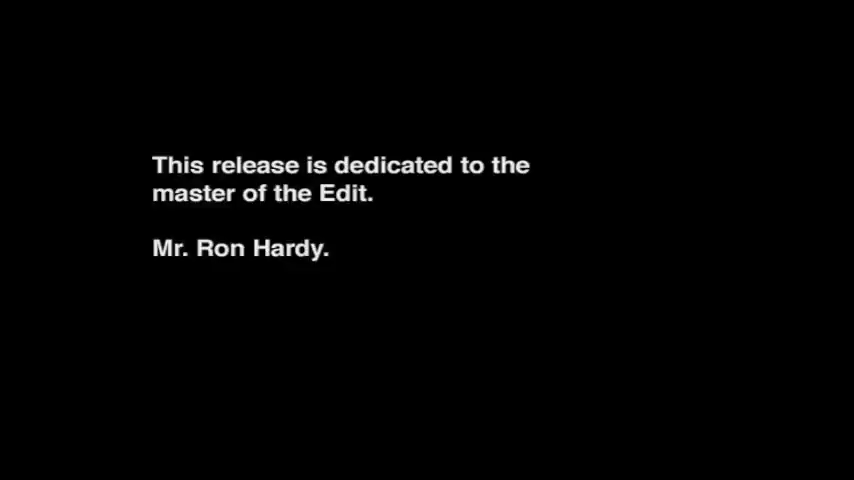 This release is dedicated to the
master of the Edit.
Mr. Ron Hardy.